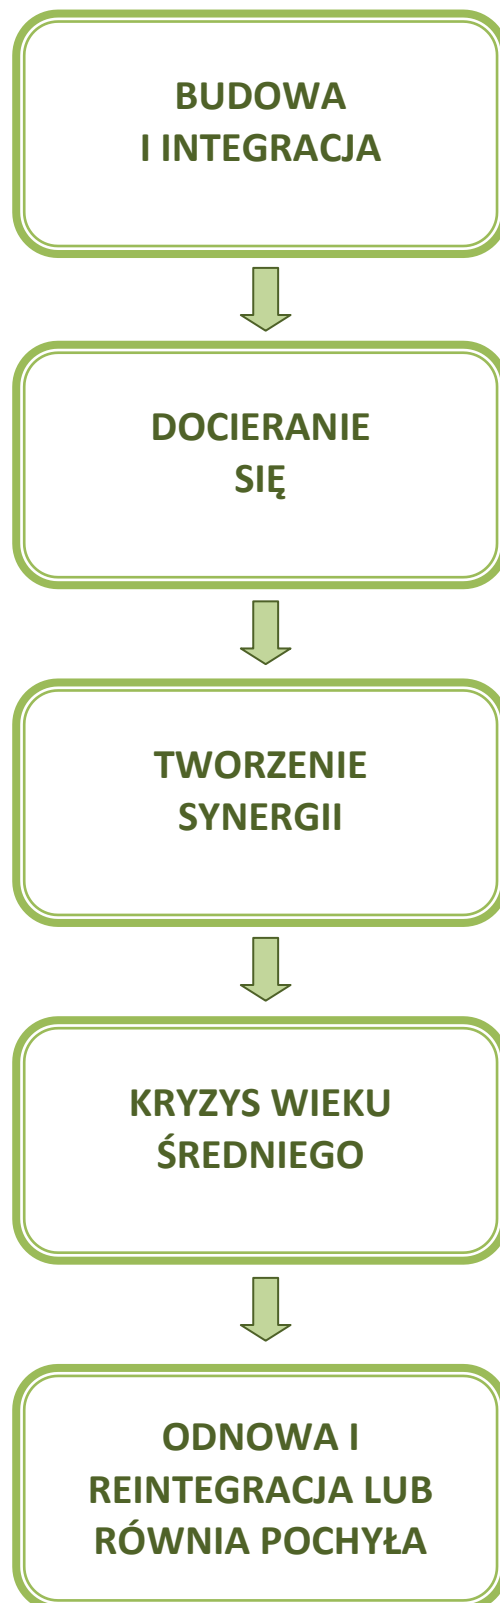 BUDOWA
I INTEGRACJA
DOCIERANIE
SIĘ
TWORZENIE
SYNERGII
KRYZYS WIEKU
ŚREDNIEGO
ODNOWA I
REINTEGRACJA LUB
RÓWNIA POCHYŁA